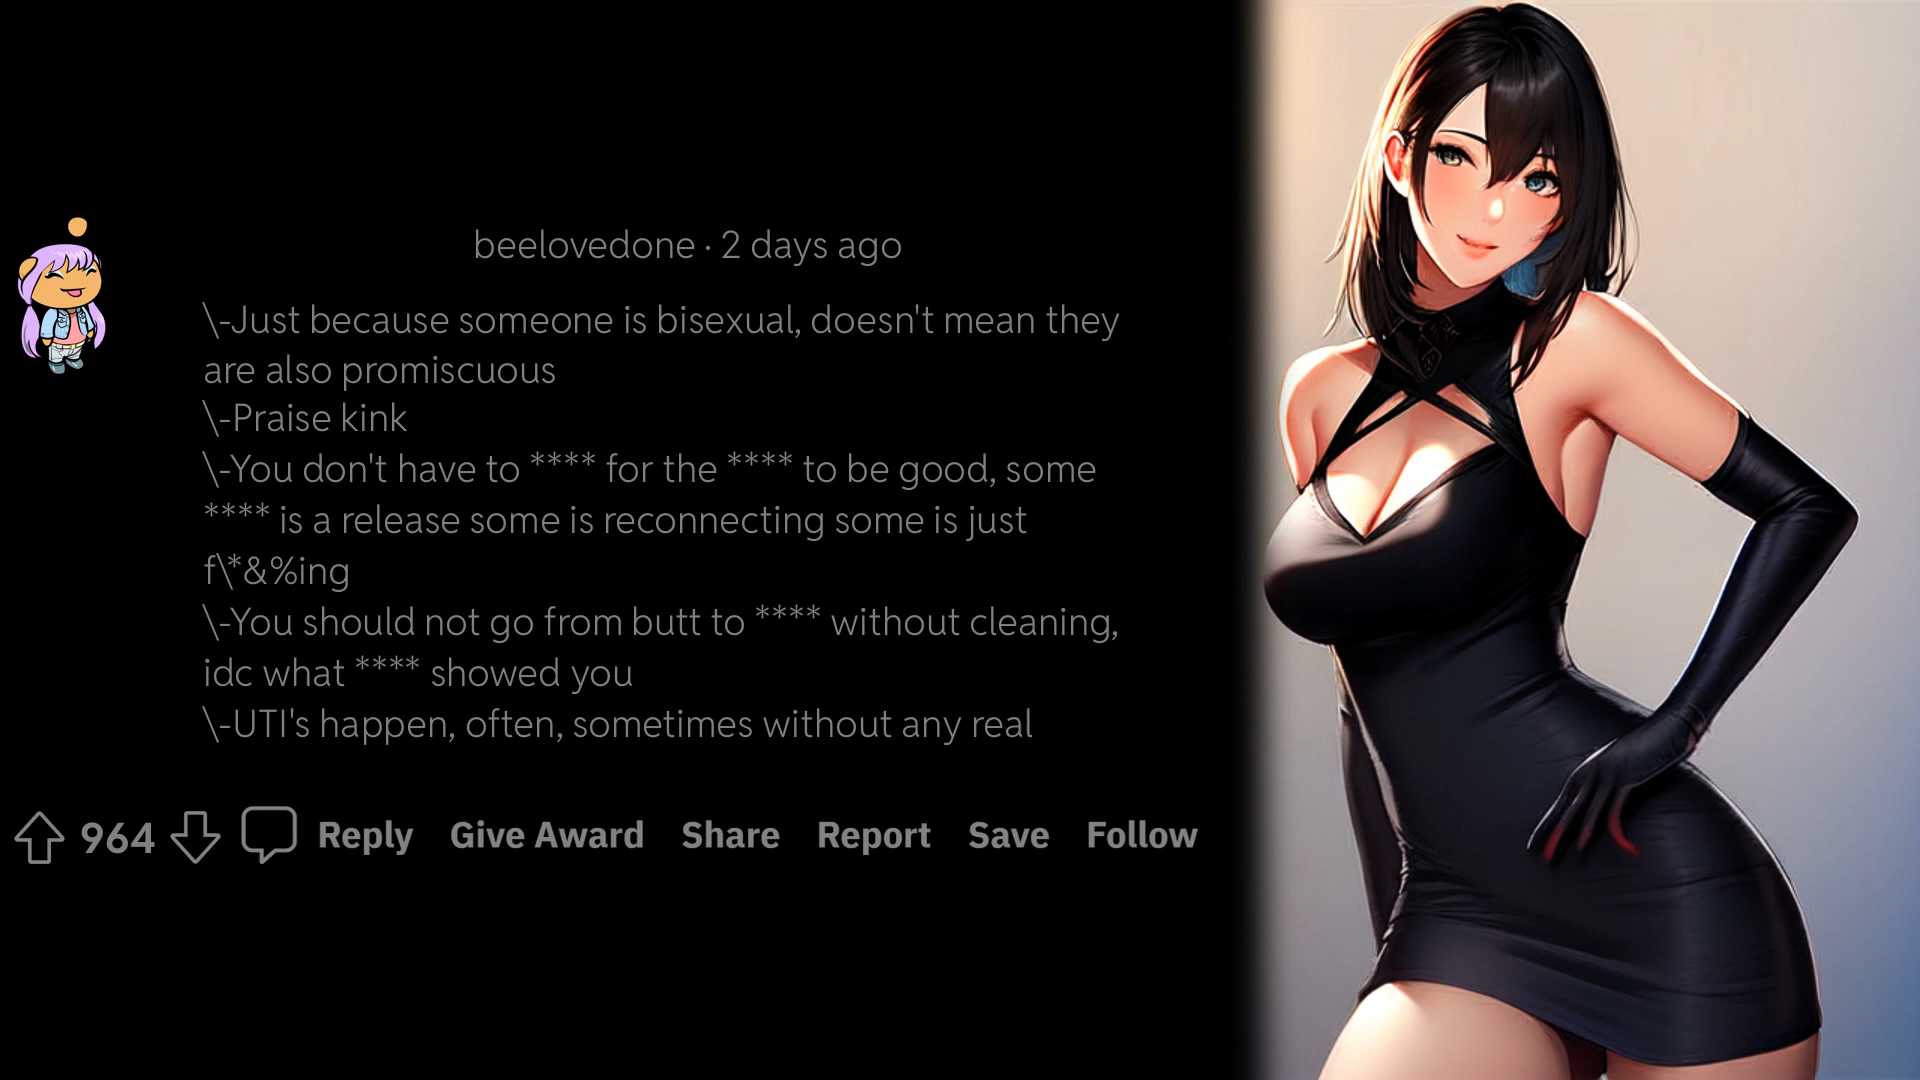 beelovedone · 2 days ago
\-Just because someone is bisexual, doesn't mean they
are also promiscuous
\-Praise kink
\-You don't have to **** for the **** to be good, some
**** is a release some is reconnecting some is just
f\*&%ing
\-You should not go from butt to **** without cleaning,
idc what **** showed you
\-UTI's happen, often, sometimes without any real
964 Reply Give Award Share Report Save Follow